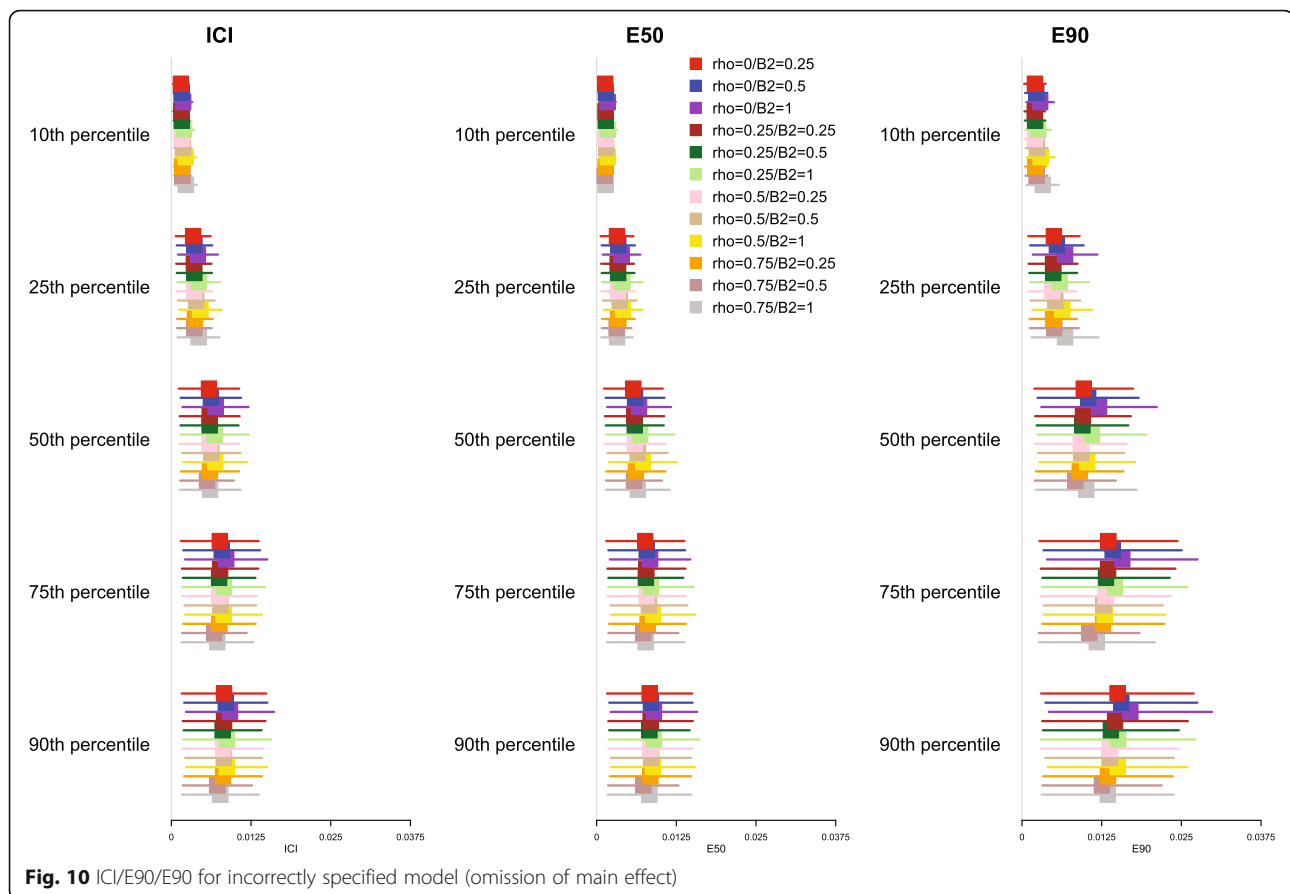 ICI
10th percentile
25th percentile
50th percentile
75th percentile
90th percentile
0 0.0125 0.025 0.0375
ICI
E50
rho=0/B2=0.25
rho=0/B2=0.5
rho=0/B2=1
rho=0.25/B2=0.25
rho=0.25/B2=0.5
rho=0.25/B2=1
rho=0.5/B2=0.25
rho=0.5/B2=0.5
rho=0.5/B2=1
rho=0.75/B2=0.25
rho=0.75/B2=0.5
rho=0.75/B2=1
10th percentile
25th percentile
50th percentile
75th percentile
90th percentile
0 0.0125 0.025 0.0375
E50
E90
10th percentile
25th percentile
50th percentile
75th percentile
90th percentile
0 0.0125 0.025 0.0375
E90
Fig. 10 ICI/E90/E90 for incorrectly specified model (omission of main effect)